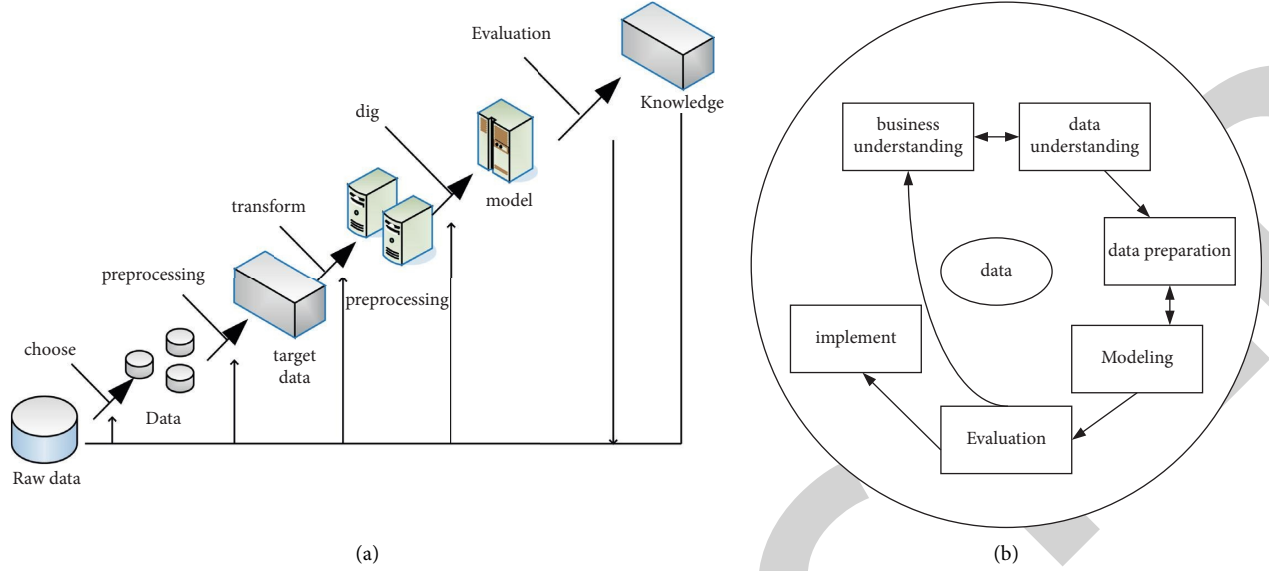 Evaluation
Knowledge
dig
model
transform
preprocessing
preprocessing
target
data
choose
Data
Raw data
(a)
business
understanding
data
understanding
data preparation
data
implement
Modeling
Evaluation
(b)